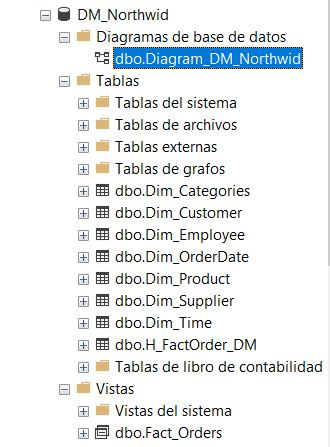 DM_Northwid
Diagramas de base de datos
dbo.Diagram_DM_Northwid
Tablas
Tablas del sistema
Tablas de archivos
Tablas externas
Tablas de grafos
dbo.Dim_Categories
dbo.Dim_Customer
dbo.Dim_Employee
dbo.Dim_OrderDate
dbo.Dim_Product
dbo.Dim_Supplier
dbo.Dim_Time
dbo.H_FactOrder_DM
Tablas de libro de contabilidad
Vistas
Vistas del sistema
dbo.Fact_Orders